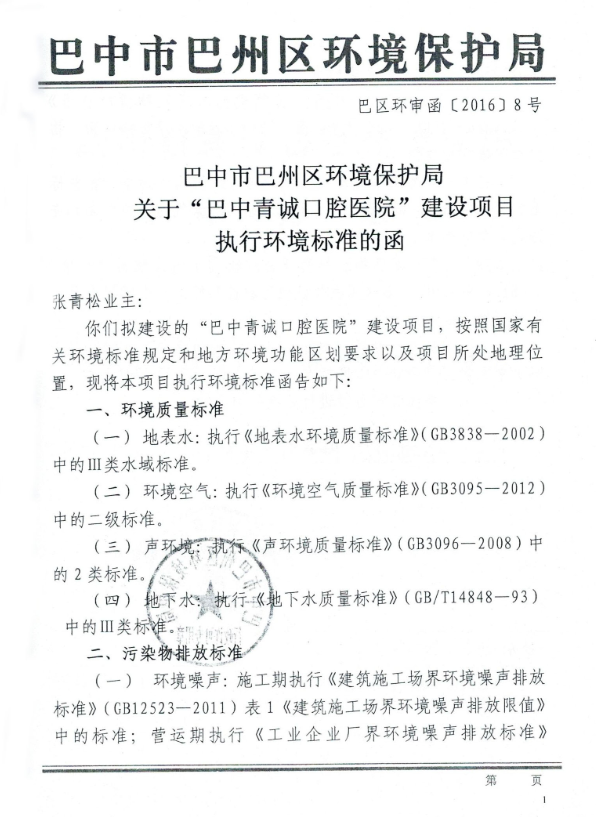 巴中市巴州区环境保护局
巴区环审函〔2016〕8号
巴中市巴州区环境保护局
关于“巴中青诚口腔医院”建设项目
执行环境标准的函
张青松业主：
你们拟建设的“巴中青诚口腔医院”建设项目，按照国家有
关环境标准规定和地方环境功能区划要求以及项目所处地理位
置，现将本项目执行环境标准函告如下：
一、环境质量标准
（一）地表水：执行《地表水环境质量标准》（GB3838—2002）
中的Ⅲ类水域标准。
（二）环境空气：执行《环境空气质量标准》（GB3095—2012）
中的二级标准。
（三）声环境：执行《声环境质量标准》（GB3096—2008）中
的2类标准。
（四）地下水：执行《地下水质量标准》（GB/T14848—93）
中的Ⅲ类标准。
二、污染物排放标准
（一）环境噪声：施工期执行《建筑施工场界环境噪声排放
标准》（GB12523—2011）表1《建筑施工场界环境噪声排放限值》
中的标准；营运期执行《工业企业厂界环境噪声排放标准》
第 页
1